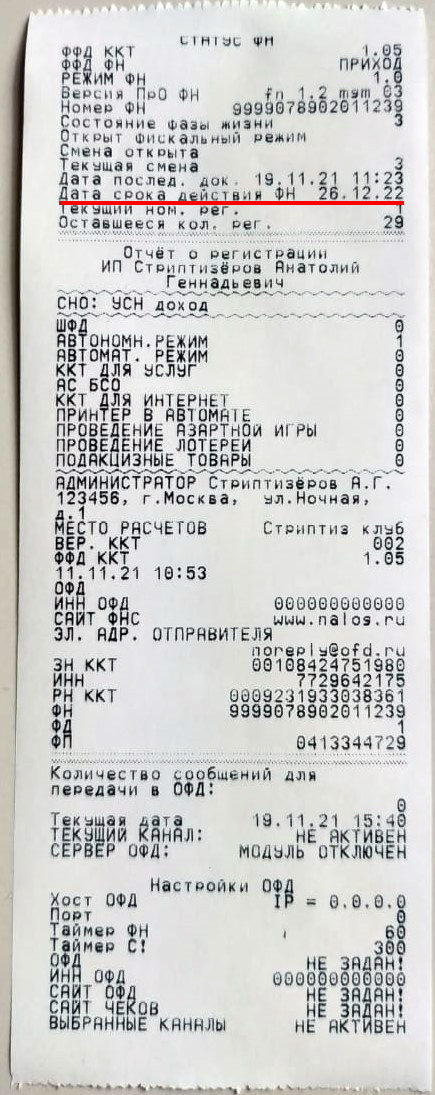 СТАТУС ФН
ФФД ККТ 1.05
ФФД ФН ПРИХОД
РЕЖИМ ФН 1.0
Версия ПрО ФН fn 1.2 mgm 03
Номер ФН 9999078902011239
Состояние фазы жизни 3
Открыт фискальный режим
Смена открыта
Текущая смена 3
Дата послед. док. 19.11.21 11:23
Дата срока действия ФН 26.12.22
Текущий ном. рег. 1
Оставшееся кол. рег. 29
Отчёт о регистрации
ИП Стриптизёров Анатолий
Геннадьевич
СНО: УСН доход
ШФД 0
АВТОНОМН.РЕЖИМ 1
АВТОМАТ. РЕЖИМ 0
ККТ ДЛЯ УСЛУГ 0
АС БСО 0
ККТ ДЛЯ ИНТЕРНЕТ 0
ПРИНТЕР В АВТОМАТЕ 0
ПРОВЕДЕНИЕ АЗАРТНОЙ ИГРЫ 0
ПРОВЕДЕНИЕ ЛОТЕРЕИ 0
ПОДАКЦИЗНЫЕ ТОВАРЫ 0
АДМИНИСТРАТОР Стриптизёров А.Г.
123456, г.Москва, ул.Ночная,
д.1
МЕСТО РАСЧЕТОВ Стриптиз клуб
ВЕР. ККТ 002
ФФД ККТ 1.05
11.11.21 10:53
ОФД
ИНН ОФД 000000000000
САЙТ ФНС www.nalog.ru
ЭЛ. АДР. ОТПРАВИТЕЛЯ
noreply@ofd.ru
ЗН ККТ 00108424751980
ИНН 7729642175
РН ККТ 0009231933038361
ФН 9999078902011239
ФД 1
ФП 0413344729
Количество сообщений для
передачи в ОФД:
0
Текущая дата 19.11.21 15:40
ТЕКУЩИЙ КАНАЛ: НЕ АКТИВЕН
СЕРВЕР ОФД: МОДУЛЬ ОТКЛЮЧЕН
Настройки ОФД
Хост ОФД IP = 0.0.0.0
Порт 0
Таймер ФН 60
Таймер С! 300
ОФД НЕ ЗАДАН!
ИНН ОФД 000000000000
САЙТ ОФД НЕ ЗАДАН!
САЙТ ЧЕКОВ НЕ ЗАДАН!
ВЫБРАННЫЕ КАНАЛЫ НЕ АКТИВЕН